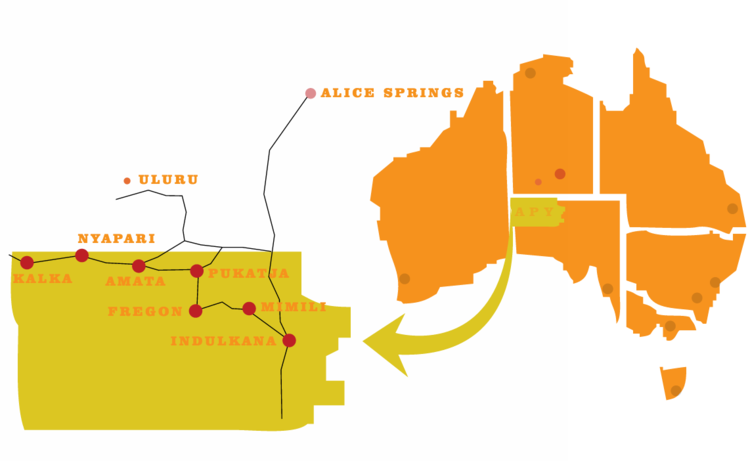 ALICE SPRINGS
ULURU
APY
NYAPARI
KALKA
AMATA
PUKATJA
FREGON
MIMILI
INDULKANA